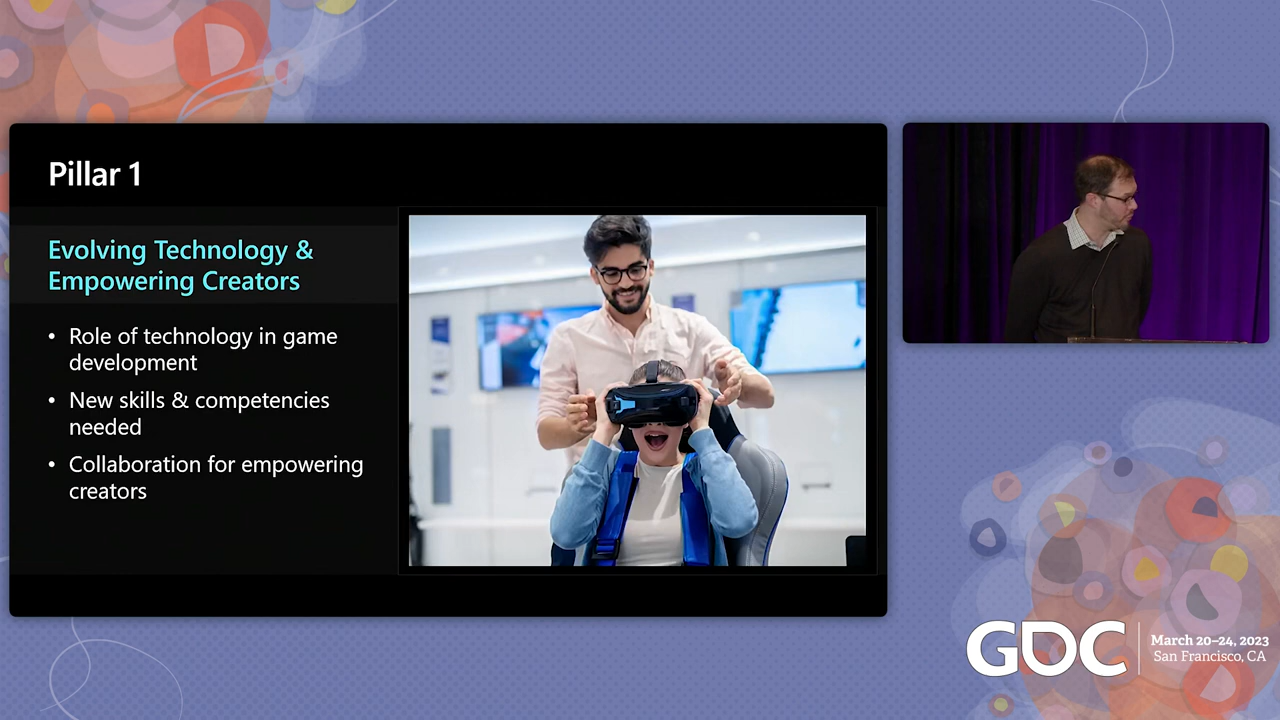 Pillar 1
Evolving Technology &
Empowering Creators
• Role of technology in game
development
• New skills & competencies
needed
• Collaboration for empowering
creators
GDC
March 20–24, 2023
San Francisco, CA